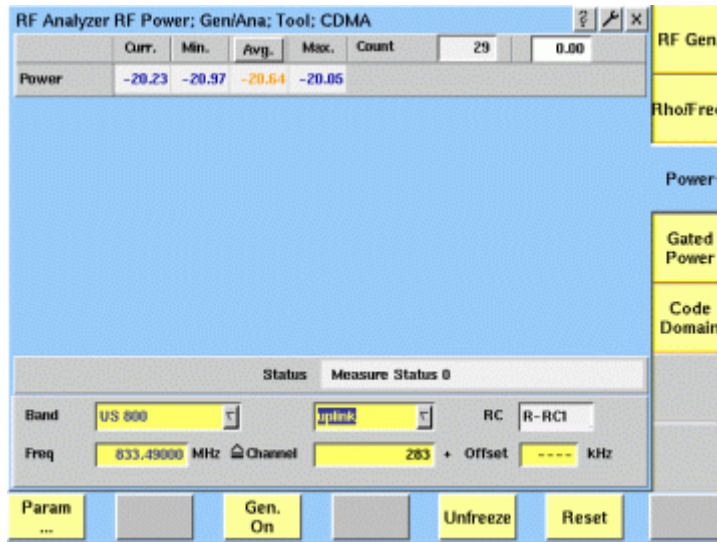 RF Analyzer RF Power; Gen/Ana; Tool; CDMA ?
Curr. Min. Avg. Max. Count 29 0.00
Power -20.23 -20.97 -20.64 -20.05
RF Gen
Rho/Fre
Power
Gated
Power
Code
Domain
Status Measure Status 0
Band US 800 uplink RC R-RC1
Freq 833.49000 MHz Channel 283 + Offset ---- kHz
Param
...
Gen.
On
Unfreeze
Reset